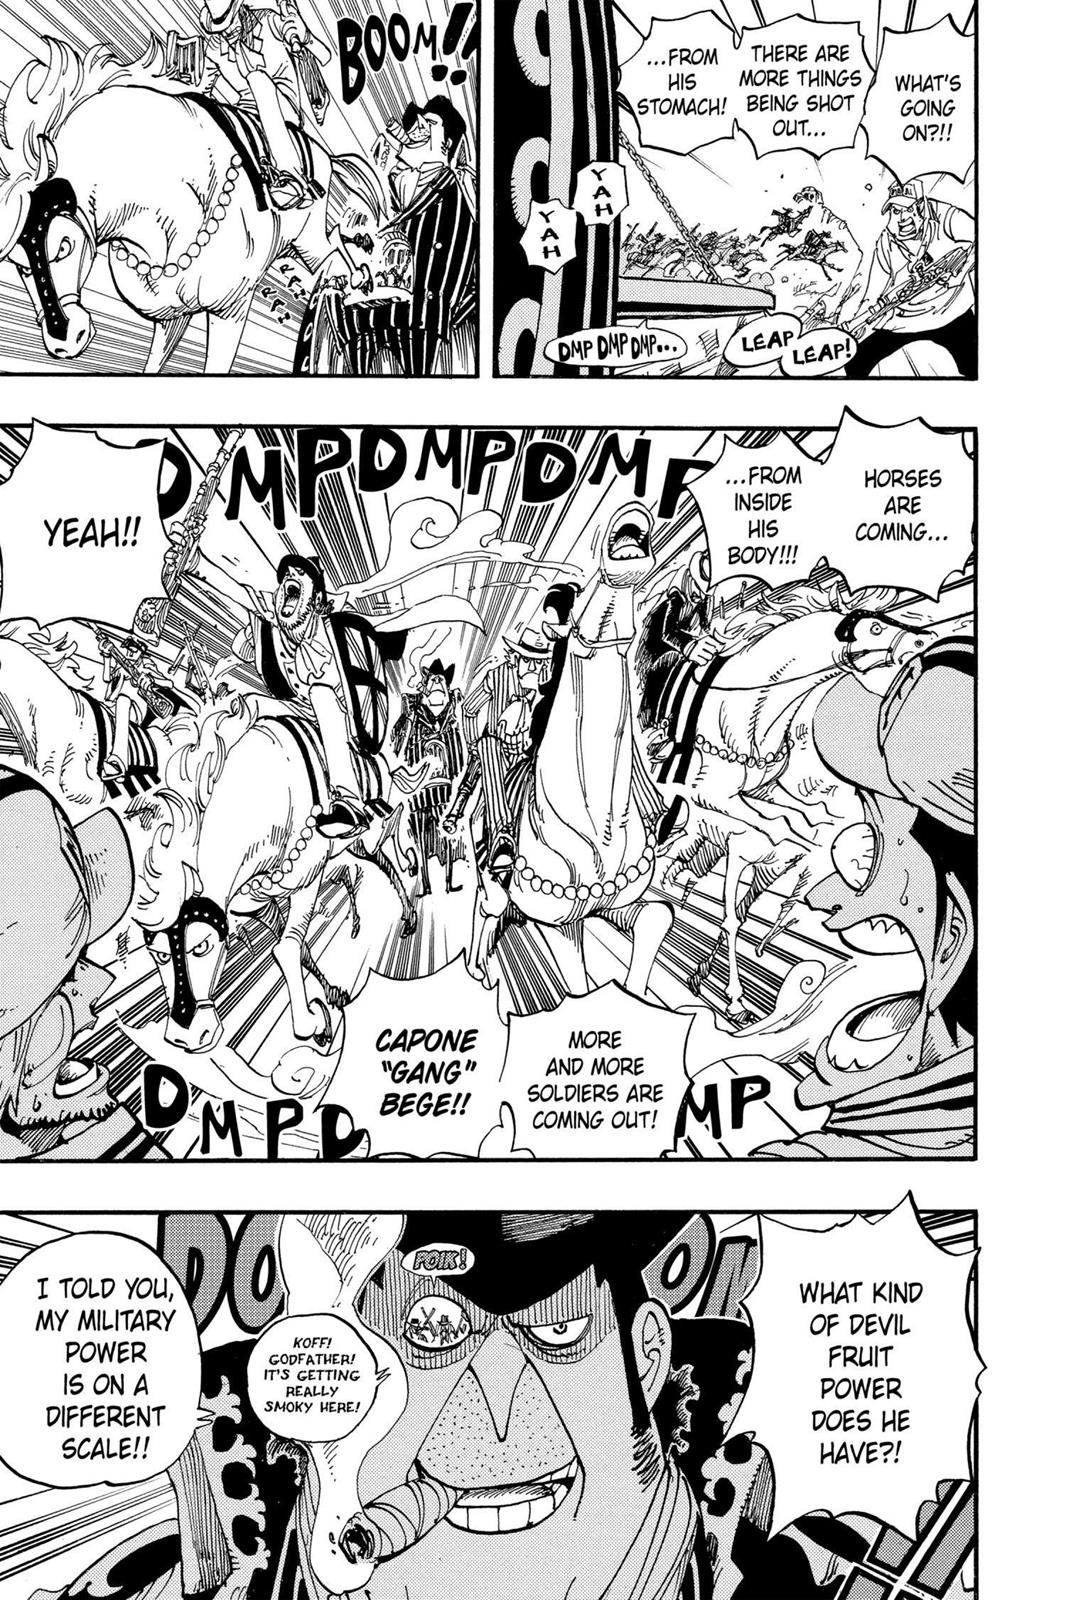 WHAT'S
GOING
ON?!!
THERE ARE
MORE THINGS
BEING SHOT
OUT...
...FROM
HIS
STOMACH!
YAH
YAH
DMP DMP DMP...
LEAP
LEAP!
BOOM!!
HORSES
ARE
COMING...
...FROM
INSIDE
HIS
BODY!!!
DMPDMPDMP
YEAH!!
MORE
AND MORE
SOLDIERS ARE
COMING OUT!
CAPONE
"GANG"
BEGE!!
DMPD
MP
WHAT KIND
OF DEVIL
FRUIT
POWER
DOES HE
HAVE?!
POIK!
KOFF!
GODFATHER!
IT'S GETTING
REALLY
SMOKY HERE!
I TOLD YOU,
MY MILITARY
POWER
IS ON A
DIFFERENT
SCALE!!